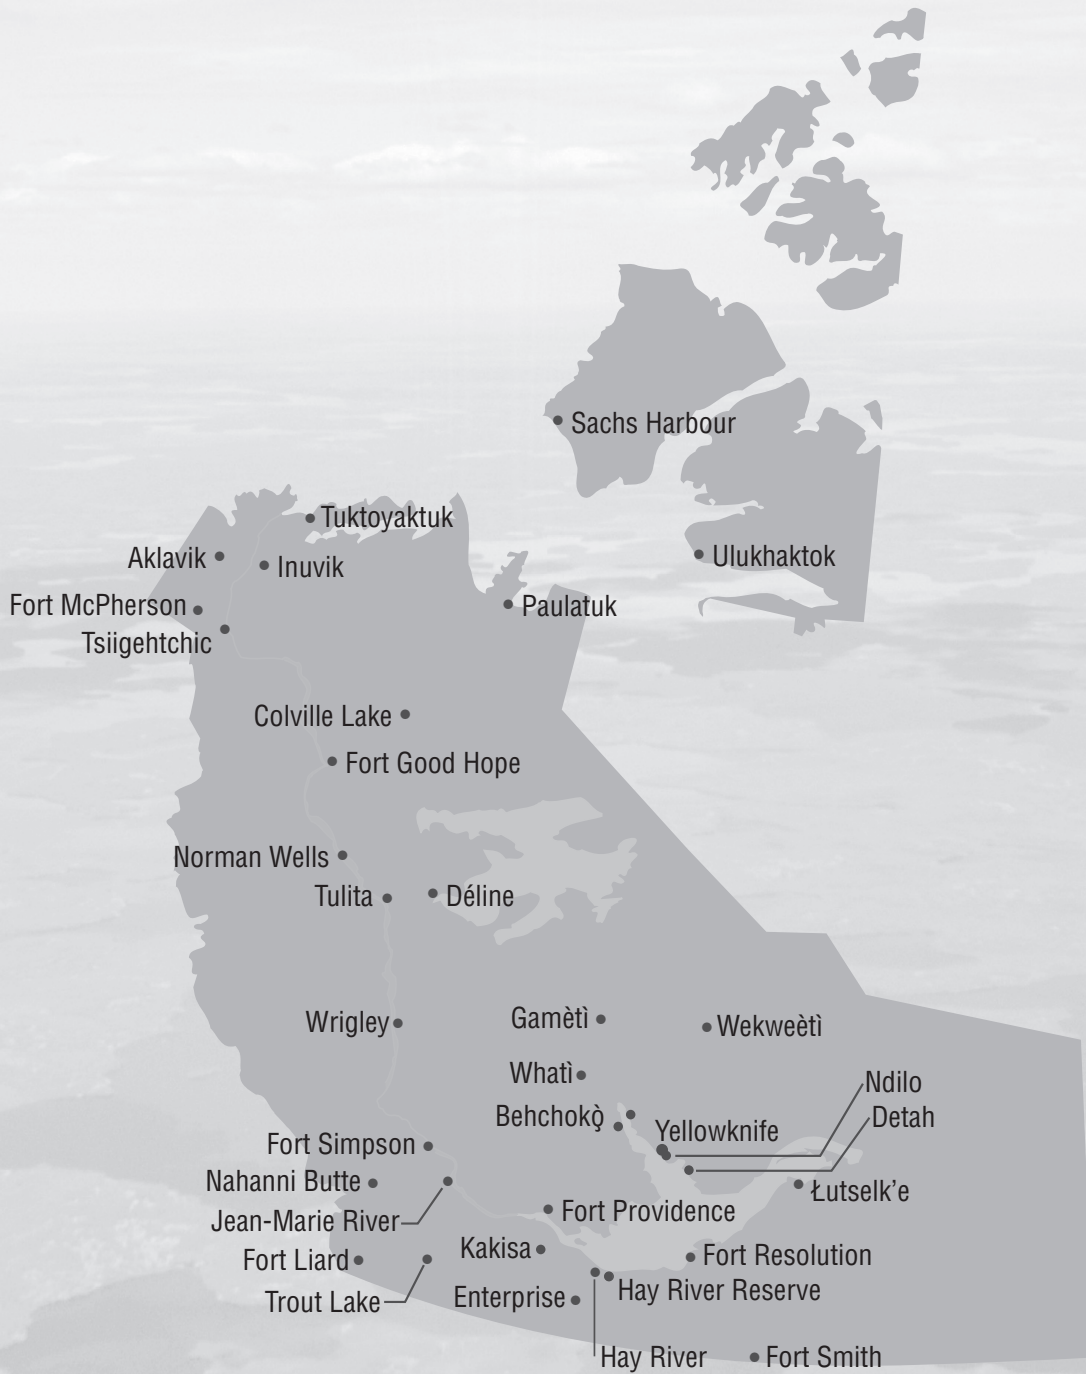 Sachs Harbour
Tuktoyaktuk
Aklavik
Inuvik
Ulukhaktok
Fort McPherson
Paulatuk
Tsiigehtchic
Colville Lake
Fort Good Hope
Norman Wells
Tulita
Déline
Wrigley
Gamètì
Wekweètì
Whatì
Ndilo
Behchokǫ̀
Detah
Yellowknife
Fort Simpson
Nahanni Butte
Łutselk’e
Jean-Marie River
Fort Providence
Kakisa
Fort Resolution
Fort Liard
Hay River Reserve
Trout Lake
Enterprise
Hay River
Fort Smith